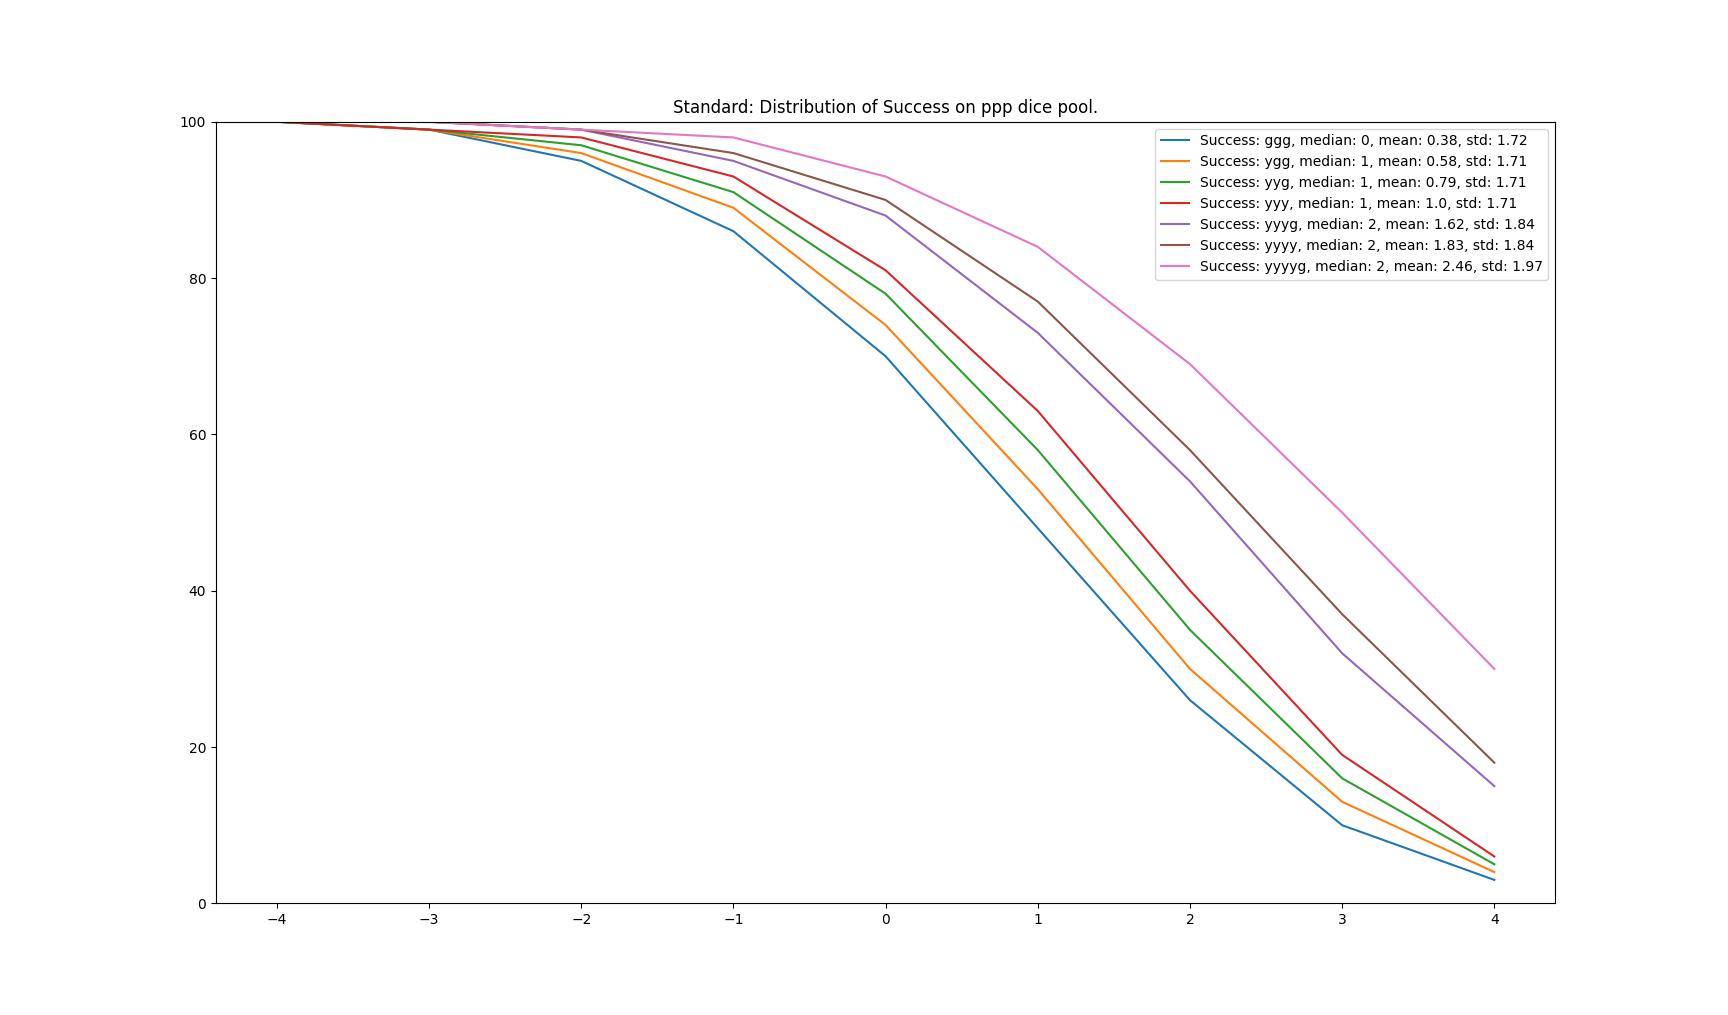 Standard: Distribution of Success on ppp dice pool.
100
80
60
40
20
0
Success: ggg, median: 0, mean: 0.38, std: 1.72
Success: ygg, median: 1, mean: 0.58, std: 1.71
Success: yyg, median: 1, mean: 0.79, std: 1.71
Success: yyy, median: 1, mean: 1.0, std: 1.71
Success: yyyg, median: 2, mean: 1.62, std: 1.84
Success: yyyy, median: 2, mean: 1.83, std: 1.84
Success: yyyyg, median: 2, mean: 2.46, std: 1.97
−4 −3 −2 −1 0 1 2 3 4